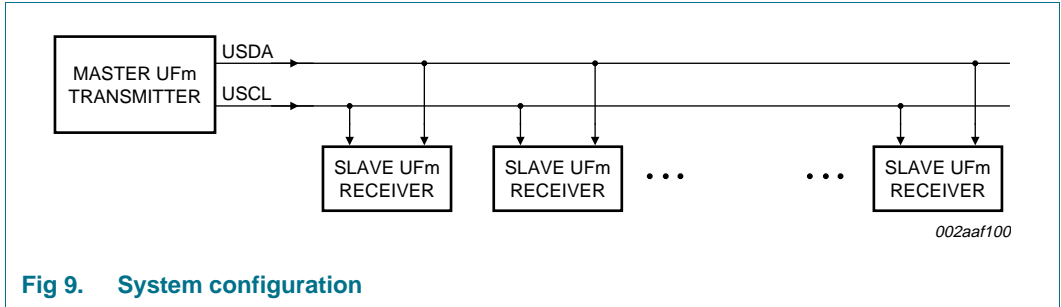 USDA
MASTER UFm
TRANSMITTER
USCL
SLAVE UFm
RECEIVER
SLAVE UFm
RECEIVER
SLAVE UFm
RECEIVER
002aaf100
Fig 9. System configuration